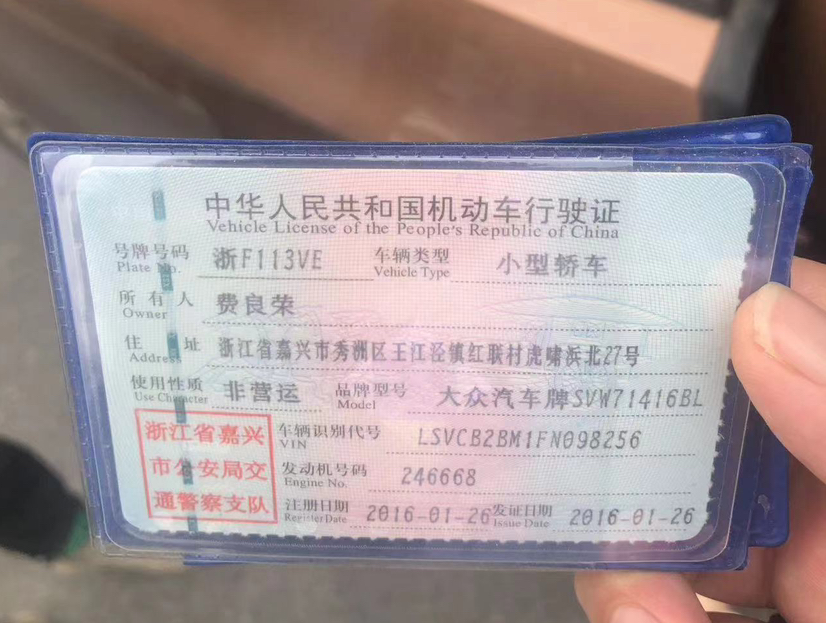 中华人民共和国机动车行驶证
Vehicle License of the People's Republic of China
号牌号码 浙F113VE 车辆类型 小型轿车
Plate No. Vehicle Type
所有人 费良荣
Owner
住址 浙江省嘉兴市秀洲区王江泾镇红联村虎啸浜北27号
Address
使用性质 非营运 品牌型号 大众汽车牌SVW71416BL
Use Character Model
浙江省嘉兴
市公安局交
通警察支队
车辆识别代号 LSVCB2BM1FN098256
VIN
发动机号码 246668
Engine No.
注册日期 2016-01-26 发证日期 2016-01-26
Register Date Issue Date